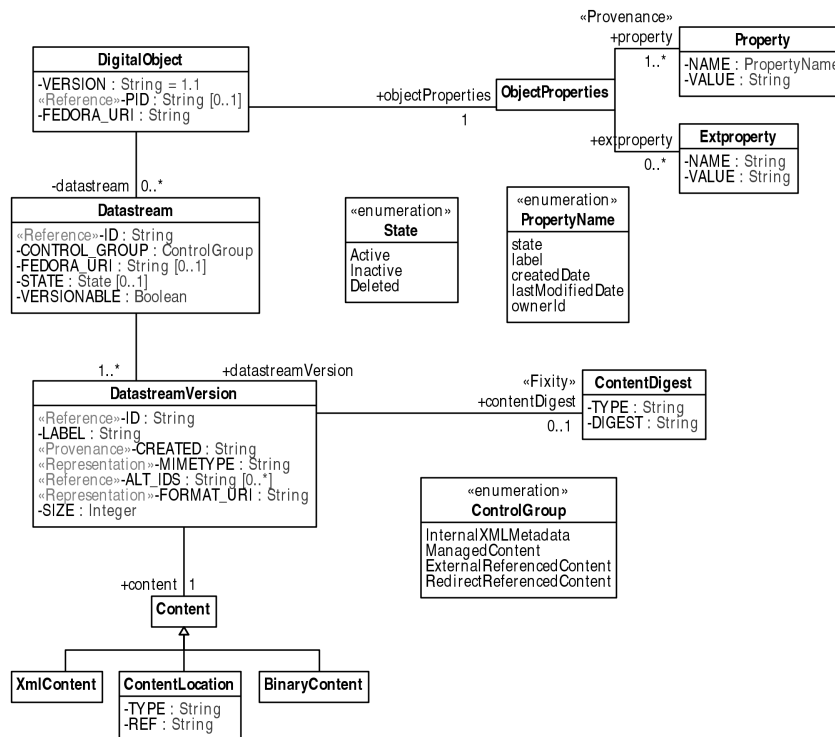 «Provenance»
+property
1..*
Property
-NAME : PropertyName
-VALUE : String
DigitalObject
-VERSION : String = 1.1
«Reference»-PID : String [0..1]
-FEDORA_URI : String
+objectProperties
1
ObjectProperties
+extproperty
0..*
Extproperty
-NAME : String
-VALUE : String
-datastream
0..*
Datastream
«Reference»-ID : String
-CONTROL_GROUP : ControlGroup
-FEDORA_URI : String [0..1]
-STATE : State [0..1]
-VERSIONABLE : Boolean
«enumeration»
State
Active
Inactive
Deleted
«enumeration»
PropertyName
state
label
createdDate
lastModifiedDate
ownerId
1..*
+datastreamVersion
DatastreamVersion
«Reference»-ID : String
-LABEL : String
«Provenance»-CREATED : String
«Representation»-MIMETYPE : String
«Reference»-ALT_IDS : String [0..*]
«Representation»-FORMAT_URI : String
-SIZE : Integer
«Fixity»
+contentDigest
0..1
ContentDigest
-TYPE : String
-DIGEST : String
«enumeration»
ControlGroup
InternalXMLMetadata
ManagedContent
ExternalReferencedContent
RedirectReferencedContent
+content
1
Content
XmlContent
ContentLocation
-TYPE : String
-REF : String
BinaryContent